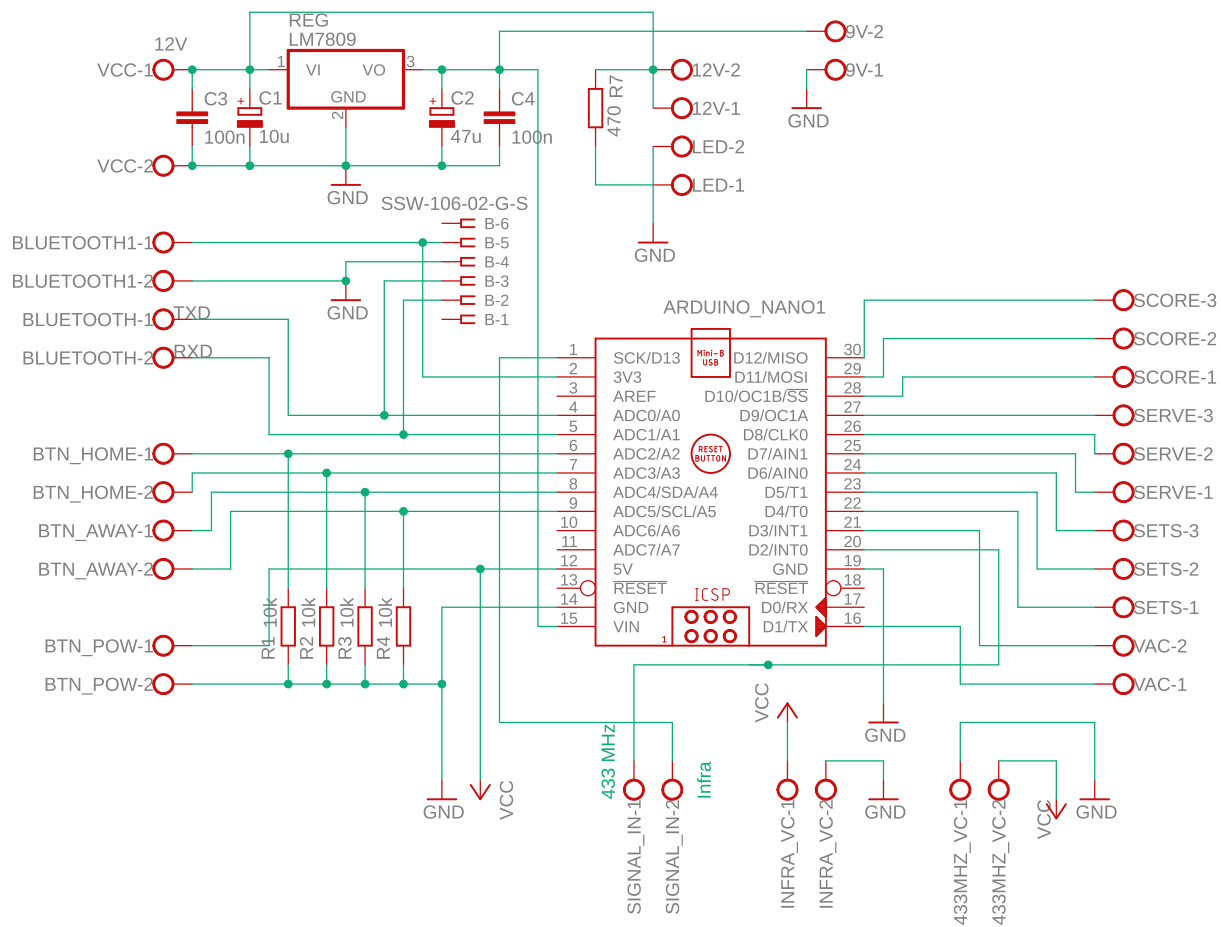 REG
LM7809
12V
VCC-1
1
VI
VO
3
GND
2
C3
100n
+
C1
10u
+
C2
47u
C4
100n
VCC-2
GND
9V-2
9V-1
GND
12V-2
12V-1
LED-2
LED-1
470
R7
GND
SSW-106-02-G-S
B-6
B-5
B-4
B-3
B-2
B-1
BLUETOOTH1-1
BLUETOOTH1-2
GND
BLUETOOTH-1
TXD
BLUETOOTH-2
RXD
BTN_HOME-1
BTN_HOME-2
BTN_AWAY-1
BTN_AWAY-2
BTN_POW-1
BTN_POW-2
R1
10k
R2
10k
R3
10k
R4
10k
GND
VCC
ARDUINO_NANO1
Mini-B
USB
RESET
BUTTON
ICSP
1
1 SCK/D13
2 3V3
3 AREF
4 ADC0/A0
5 ADC1/A1
6 ADC2/A2
7 ADC3/A3
8 ADC4/SDA/A4
9 ADC5/SCL/A5
10 ADC6/A6
11 ADC7/A7
12 5V
13 RESET
14 GND
15 VIN
D12/MISO 30
D11/MOSI 29
D10/OC1B/SS 28
D9/OC1A 27
D8/CLK0 26
D7/AIN1 25
D6/AIN0 24
D5/T1 23
D4/T0 22
D3/INT1 21
D2/INT0 20
GND 19
RESET 18
D0/RX 17
D1/TX 16
SCORE-3
SCORE-2
SCORE-1
SERVE-3
SERVE-2
SERVE-1
SETS-3
SETS-2
SETS-1
VAC-2
VAC-1
GND
433 MHz
SIGNAL_IN-1
SIGNAL_IN-2
Infra
VCC
INFRA_VC-1
INFRA_VC-2
GND
433MHZ_VC-1
433MHZ_VC-2
VCC
GND